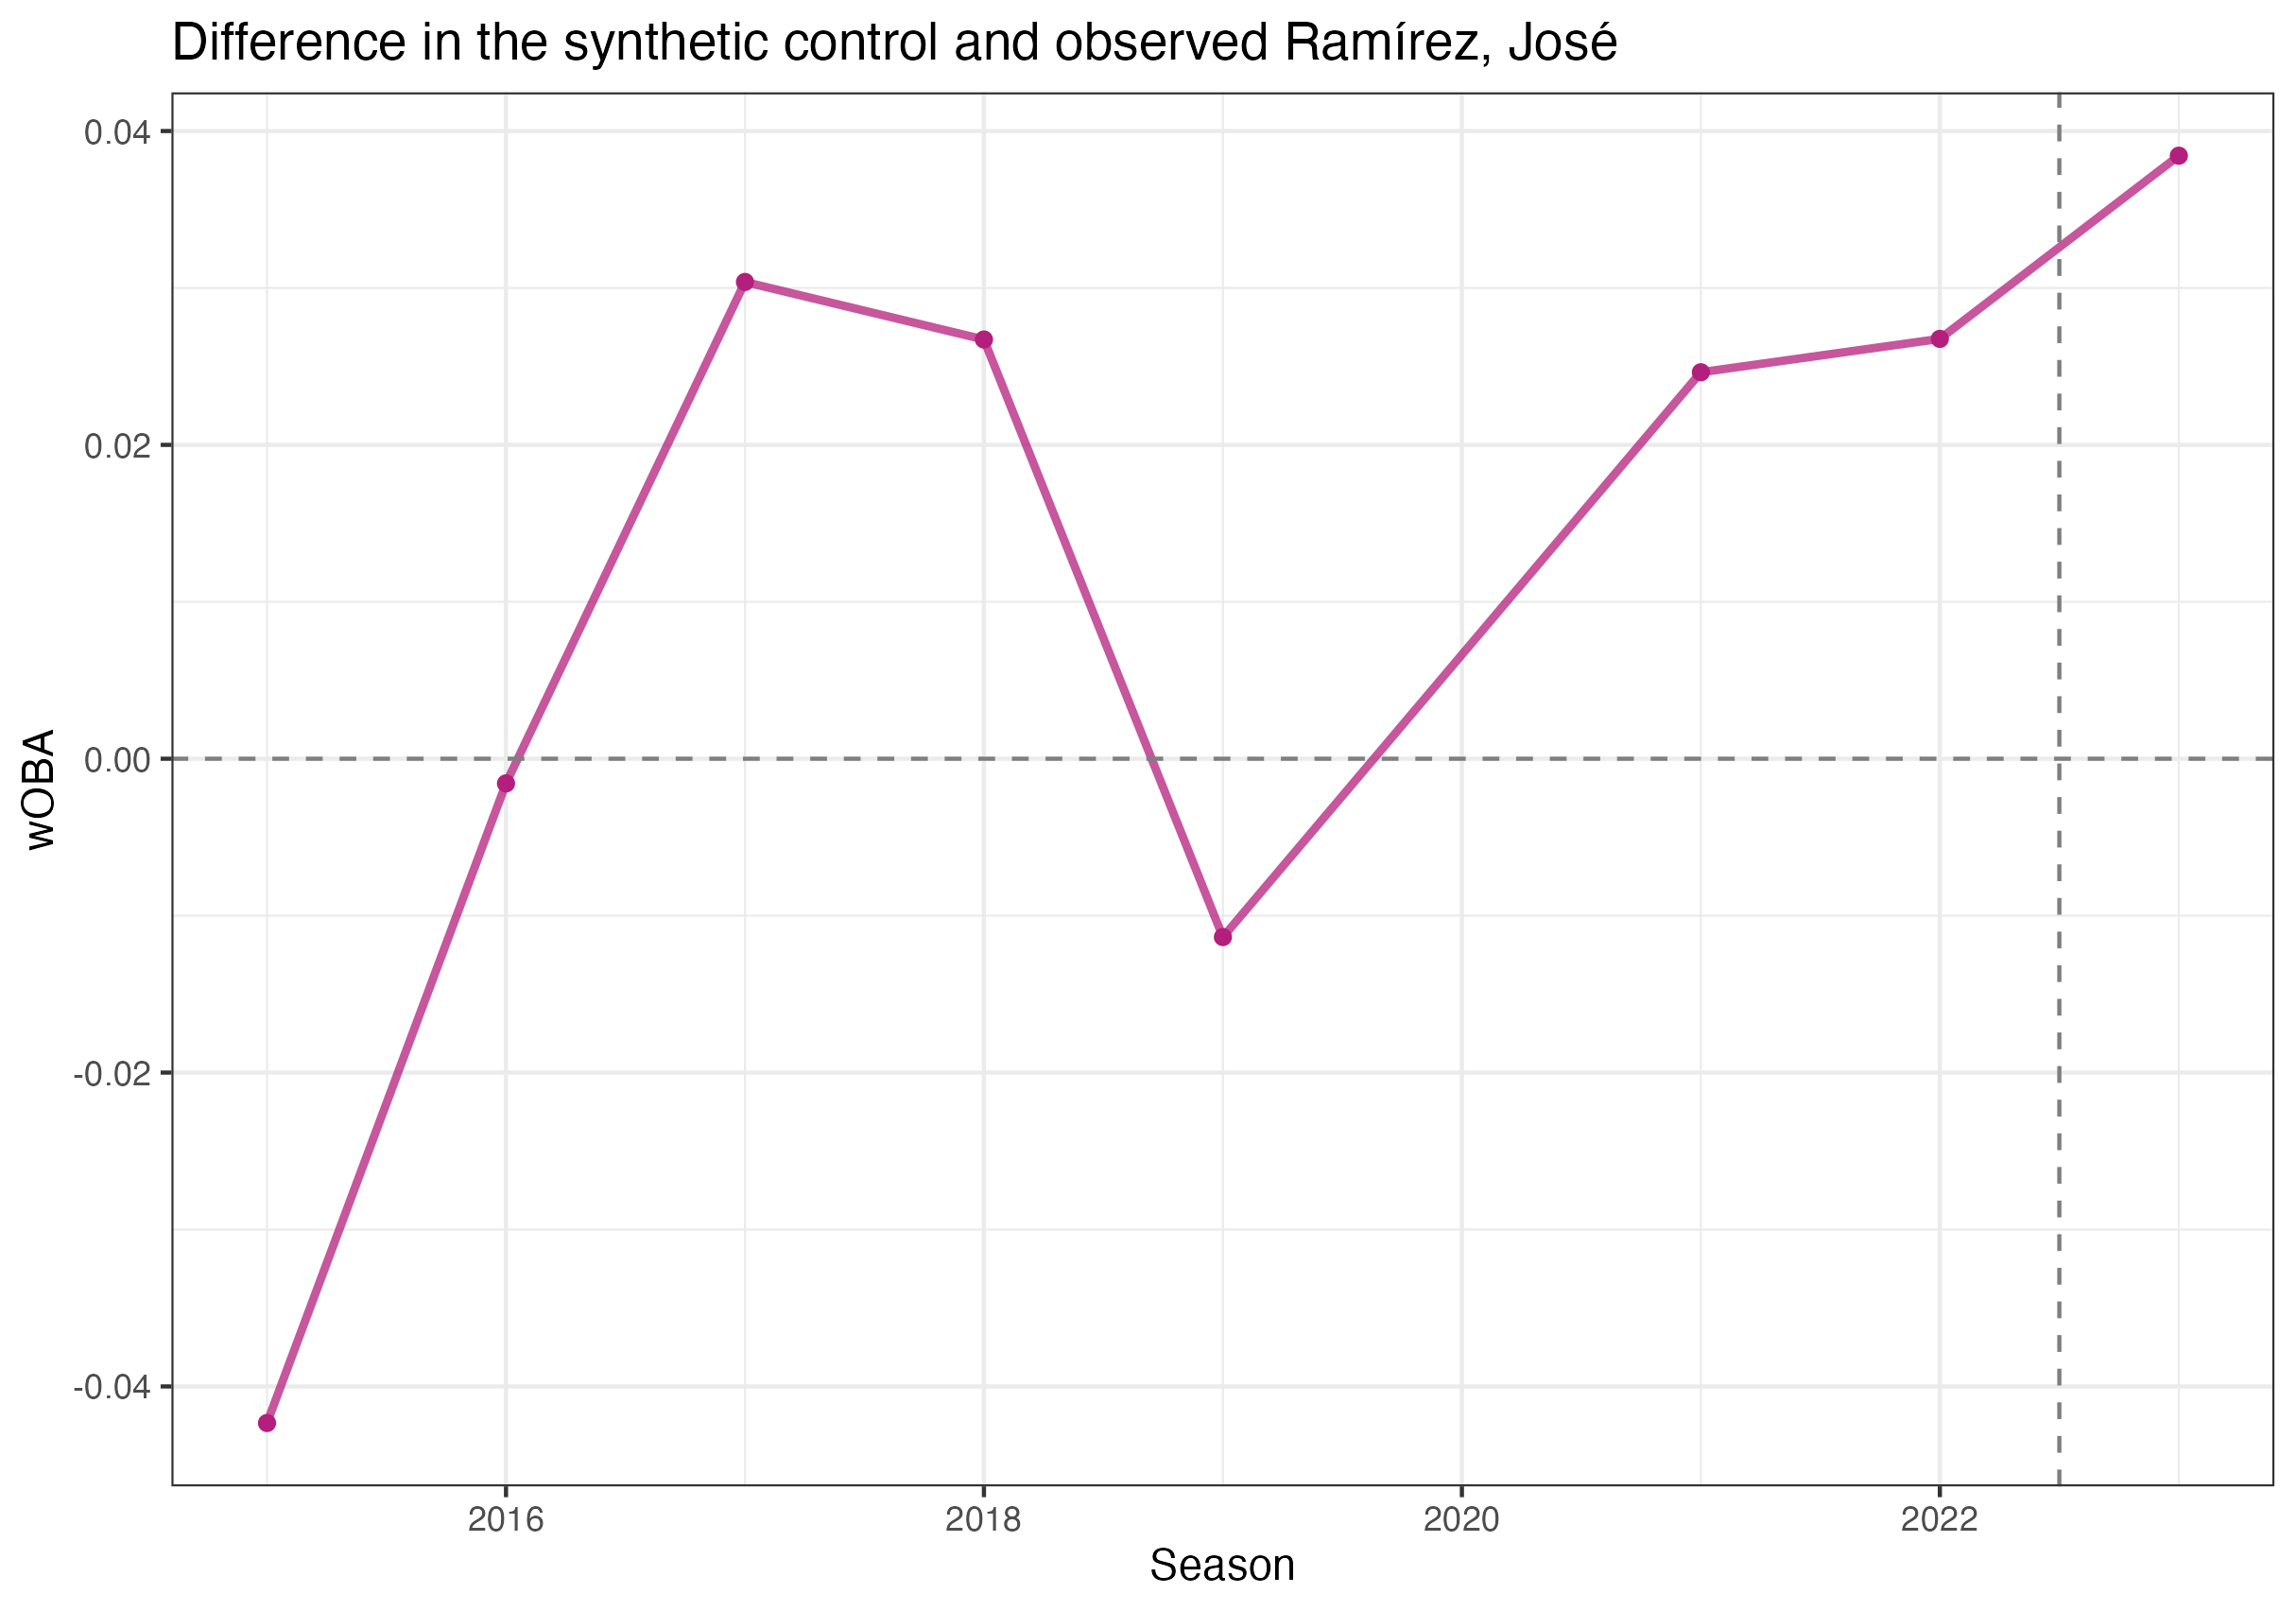 Difference in the synthetic control and observed Ramírez, José
0.04
0.02
0.00
-0.02
-0.04
wOBA
2016 2018 2020 2022
Season